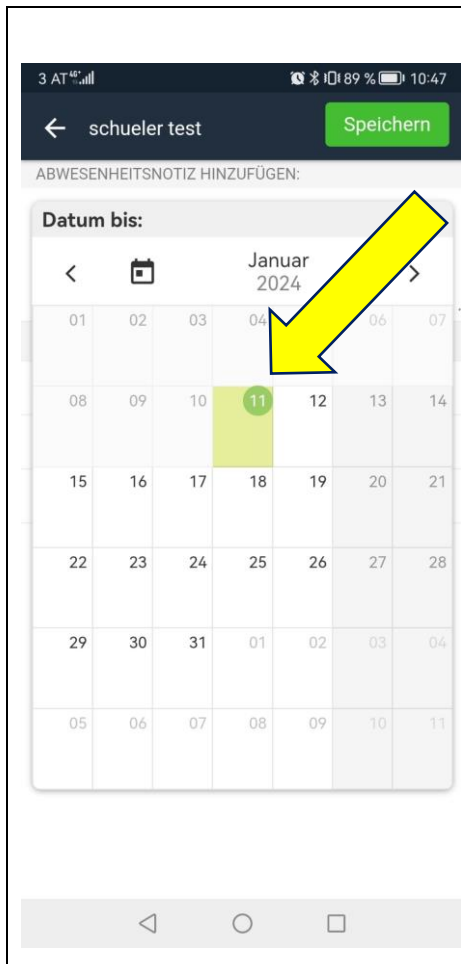 3 AT 89 % 10:47
schueler test Speichern
ABWESENHEITSNOTIZ HINZUFÜGEN:
Datum bis:
Januar
2024
01 02 03 04 06 07
08 09 10 11 12 13 14
15 16 17 18 19 20 21
22 23 24 25 26 27 28
29 30 31 01 02 03 04
05 06 07 08 09 10 11